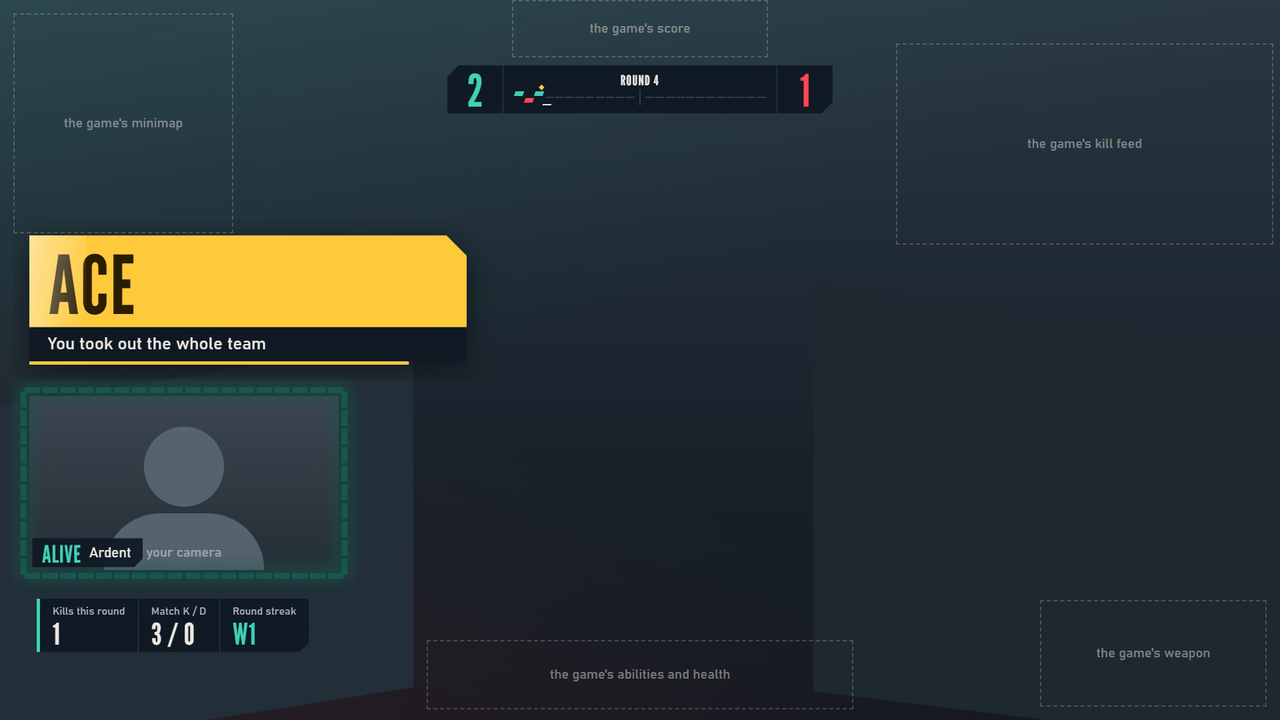 the game's score
the game's minimap
2
ROUND 4
1
the game's kill feed
ACE
You took out the whole team
ALIVE Ardent
your camera
Kills this round
1
Match K / D
3 / 0
Round streak
W1
the game's abilities and health
the game's weapon